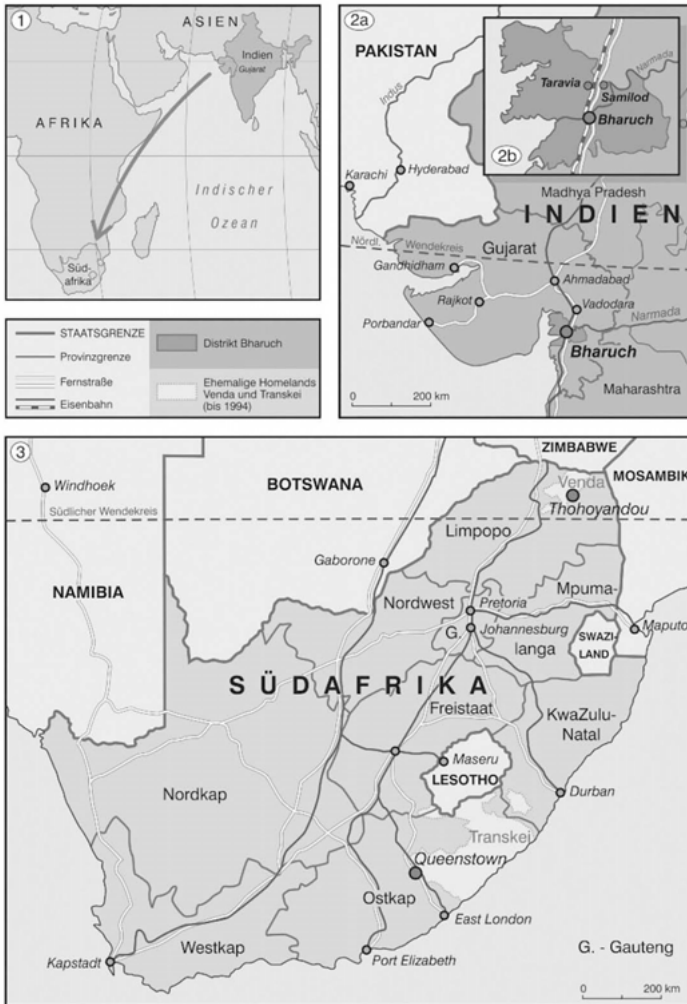 1
ASIEN
Indien
Gujarat
AFRIKA
Indischer
Ozean
Süd-
afrika
STAATSGRENZE
Provinzgrenze
Fernstraße
Eisenbahn
Distrikt Bharuch
Ehemalige Homelands
Venda und Transkei
(bis 1994)
2a
PAKISTAN
Indus
Hyderabad
Karachi
2b
Narmada
Taravia
Samilod
Bharuch
Madhya Pradesh
INDIEN
Nördl. Wendekreis
Gujarat
Gandhidham
Ahmadabad
Rajkot
Vadodara
Porbandar
Narmada
Bharuch
Maharashtra
0 200 km
3
ZIMBABWE
Windhoek
BOTSWANA
Venda
MOSAMBIK
Thohoyandou
Südlicher Wendekreis
Limpopo
Gaborone
NAMIBIA
Nordwest
Pretoria
Mpuma-
langa
G.
Johannesburg
SWAZI-
LAND
Maputo
SÜDAFRIKA
Freistaat
KwaZulu-
Natal
Maseru
LESOTHO
Nordkap
Durban
Transkei
Queenstown
Ostkap
East London
Westkap
Kapstadt
Port Elizabeth
G. - Gauteng
0 200 km